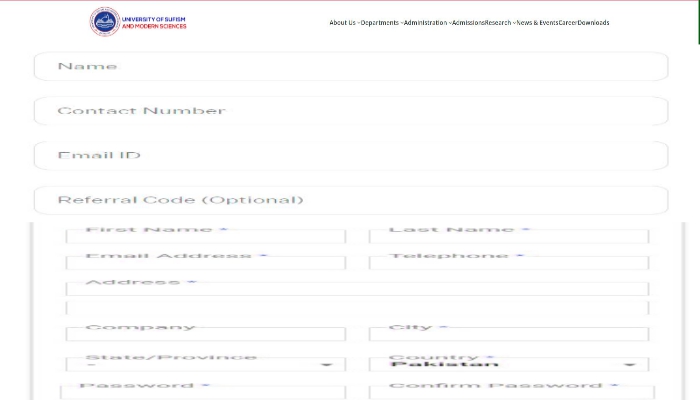 UNIVERSITY OF SUFISM
AND MODERN SCIENCES
About Us Departments Administration Admissions Research News & Events Career Downloads
Name
Contact Number
Email ID
Referral Code (Optional)
First Name * Last Name *
Email Address * Telephone *
Address *
Company City *
State/Province Country *
- Pakistan
Password * Confirm Password *